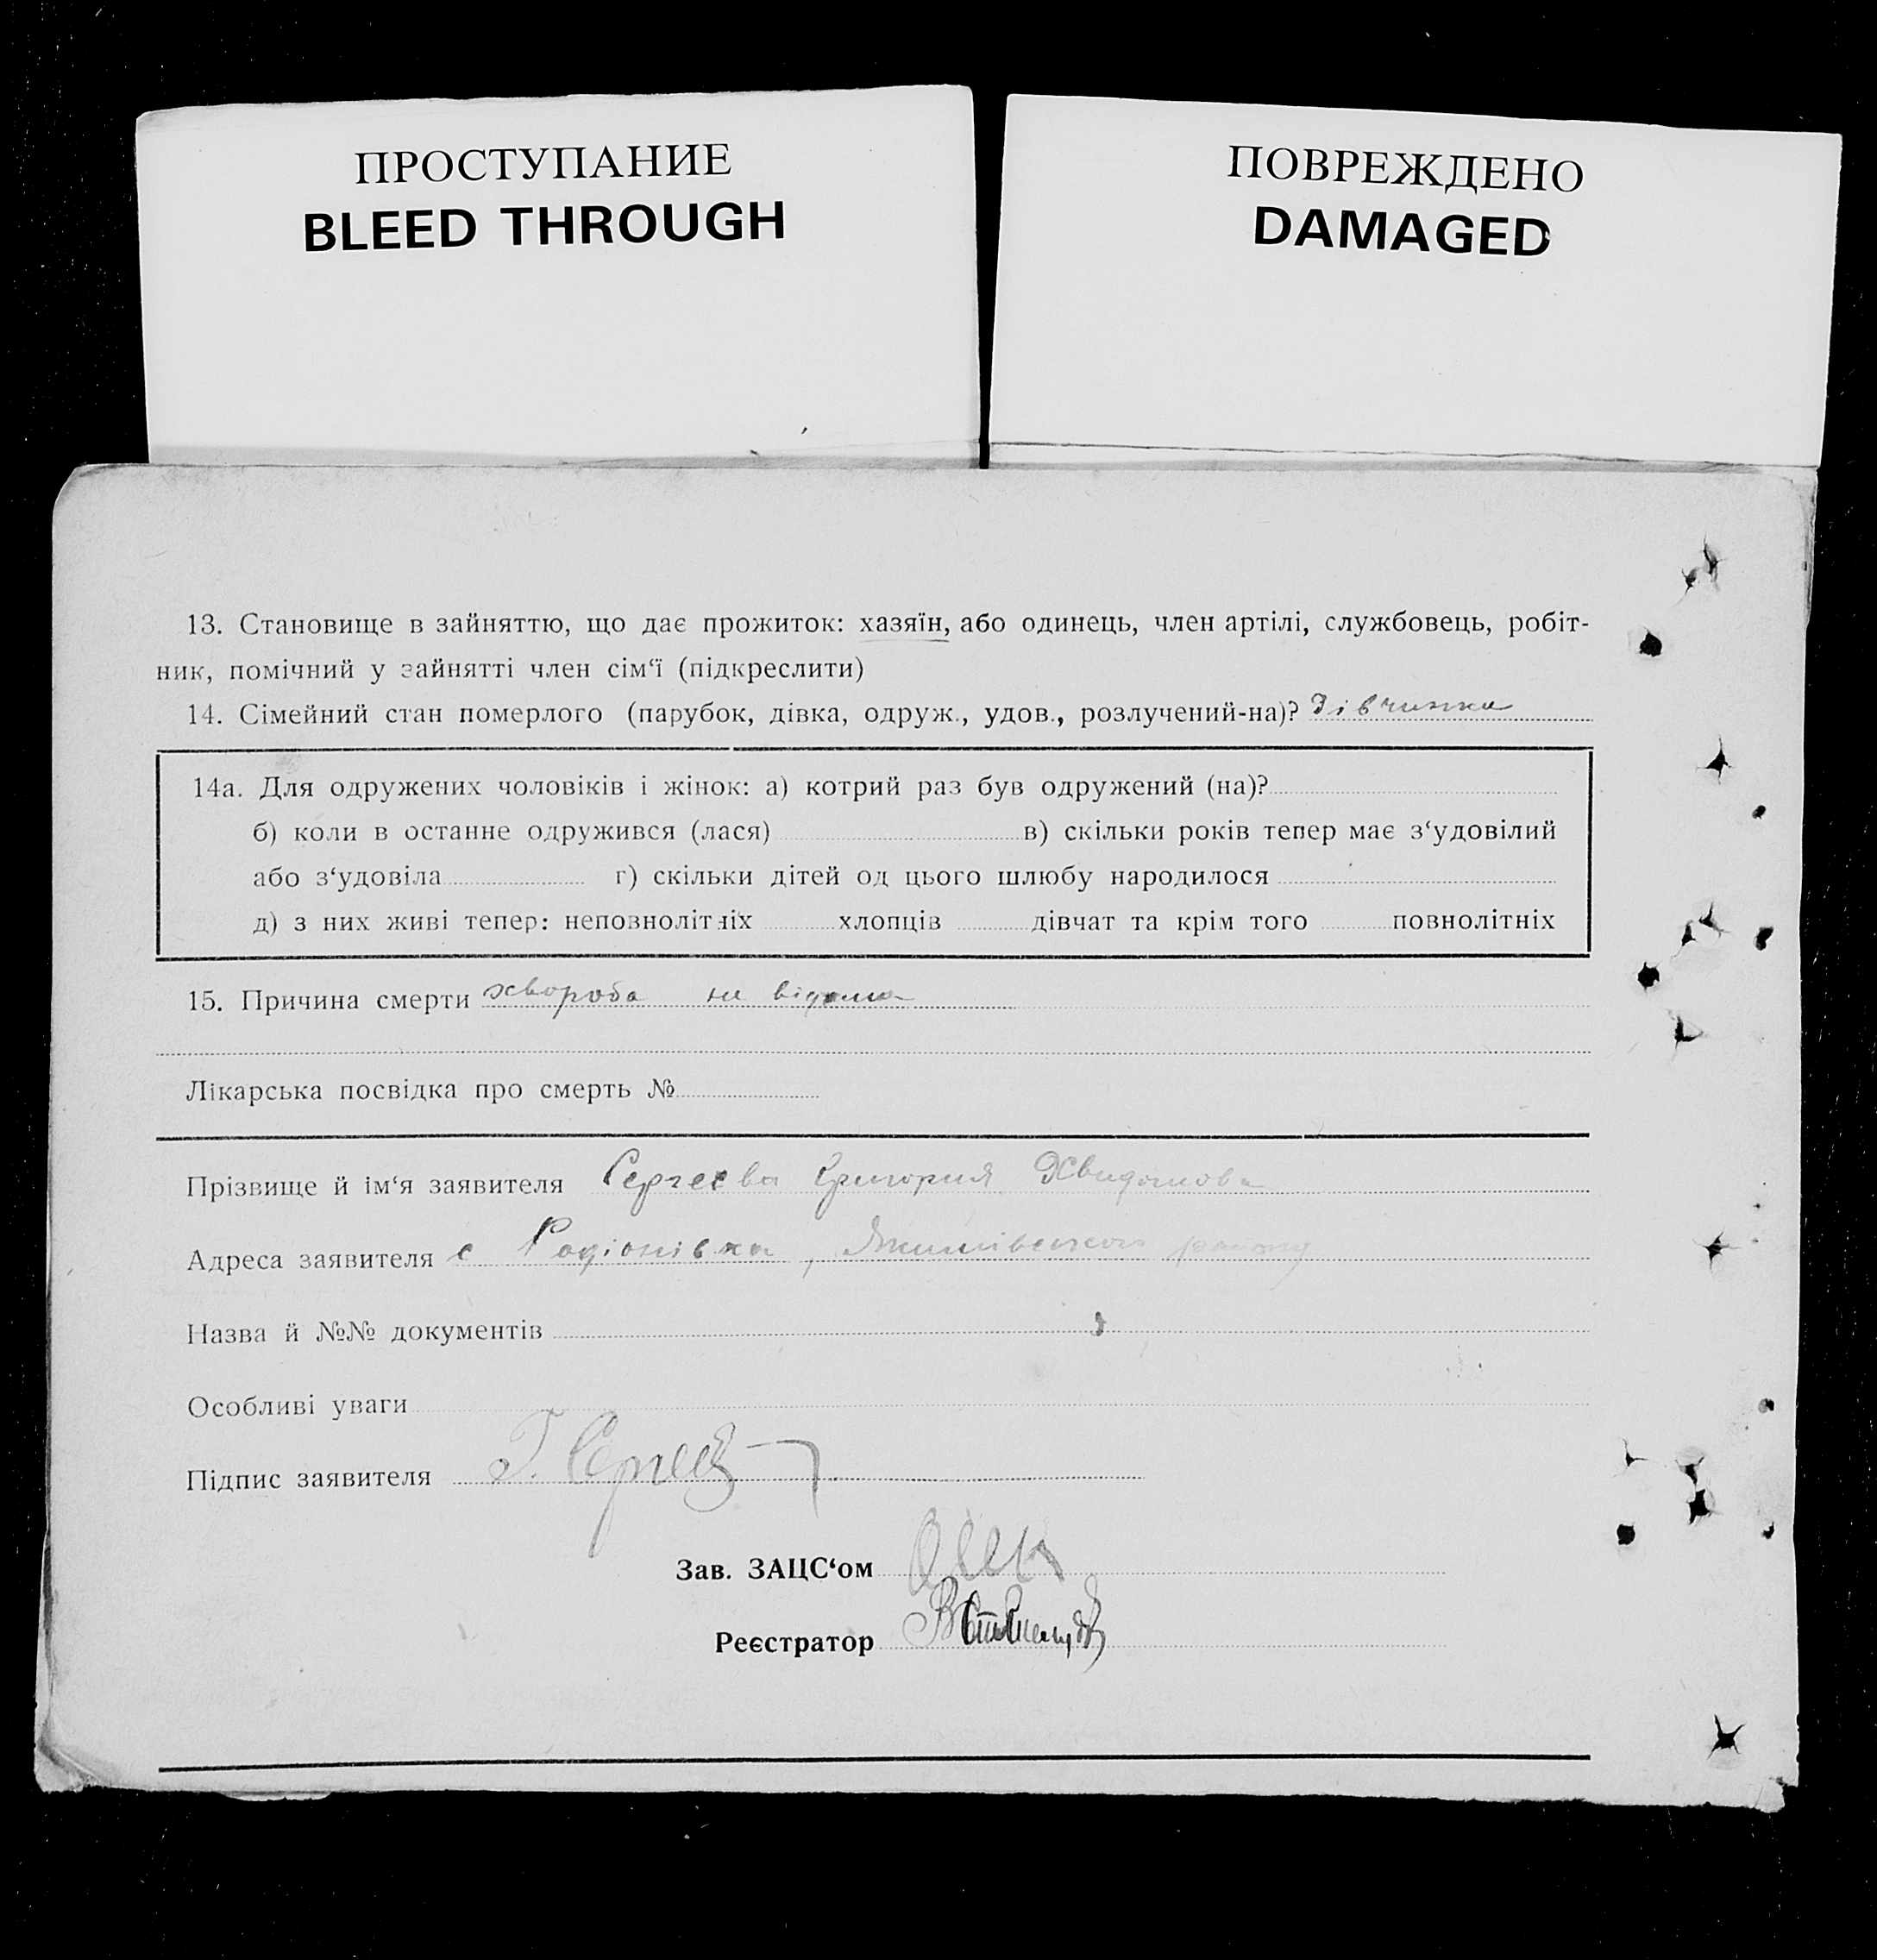 ПРОСТУПАНИЕ
BLEED THROUGH
ПОВРЕЖДЕНО
DAMAGED
13. Становище в зайняттю, що дає прожиток: хазяїн, або одинець, член артілі, службовець, робіт-
ник, помічний у зайнятті член сім‘ї (підкреслити)
14. Сімейний стан померлого (парубок, дівка, одруж., удов., розлучений-на)? дівчинка
14а. Для одружених чоловіків і жінок: а) котрий раз був одружений (на)?
б) коли в останне одружився (лася) в) скільки років тепер має з‘удовілий
або з‘удовіла г) скільки дітей од цього шлюбу народилося
д) з них живі тепер: неповнолітніх хлопців дівчат та крім того повнолітніх
15. Причина смерти хвороба не відома
Лікарська посвідка про смерть №
Прізвище й ім‘я заявителя Сергеєва Григория
Адреса заявителя с Родіонівка, Якимівського району
Назва й №№ документів
Особливі уваги
Підпис заявителя Г. Сергеев
Зав. ЗАЦС‘ом
Реєстратор